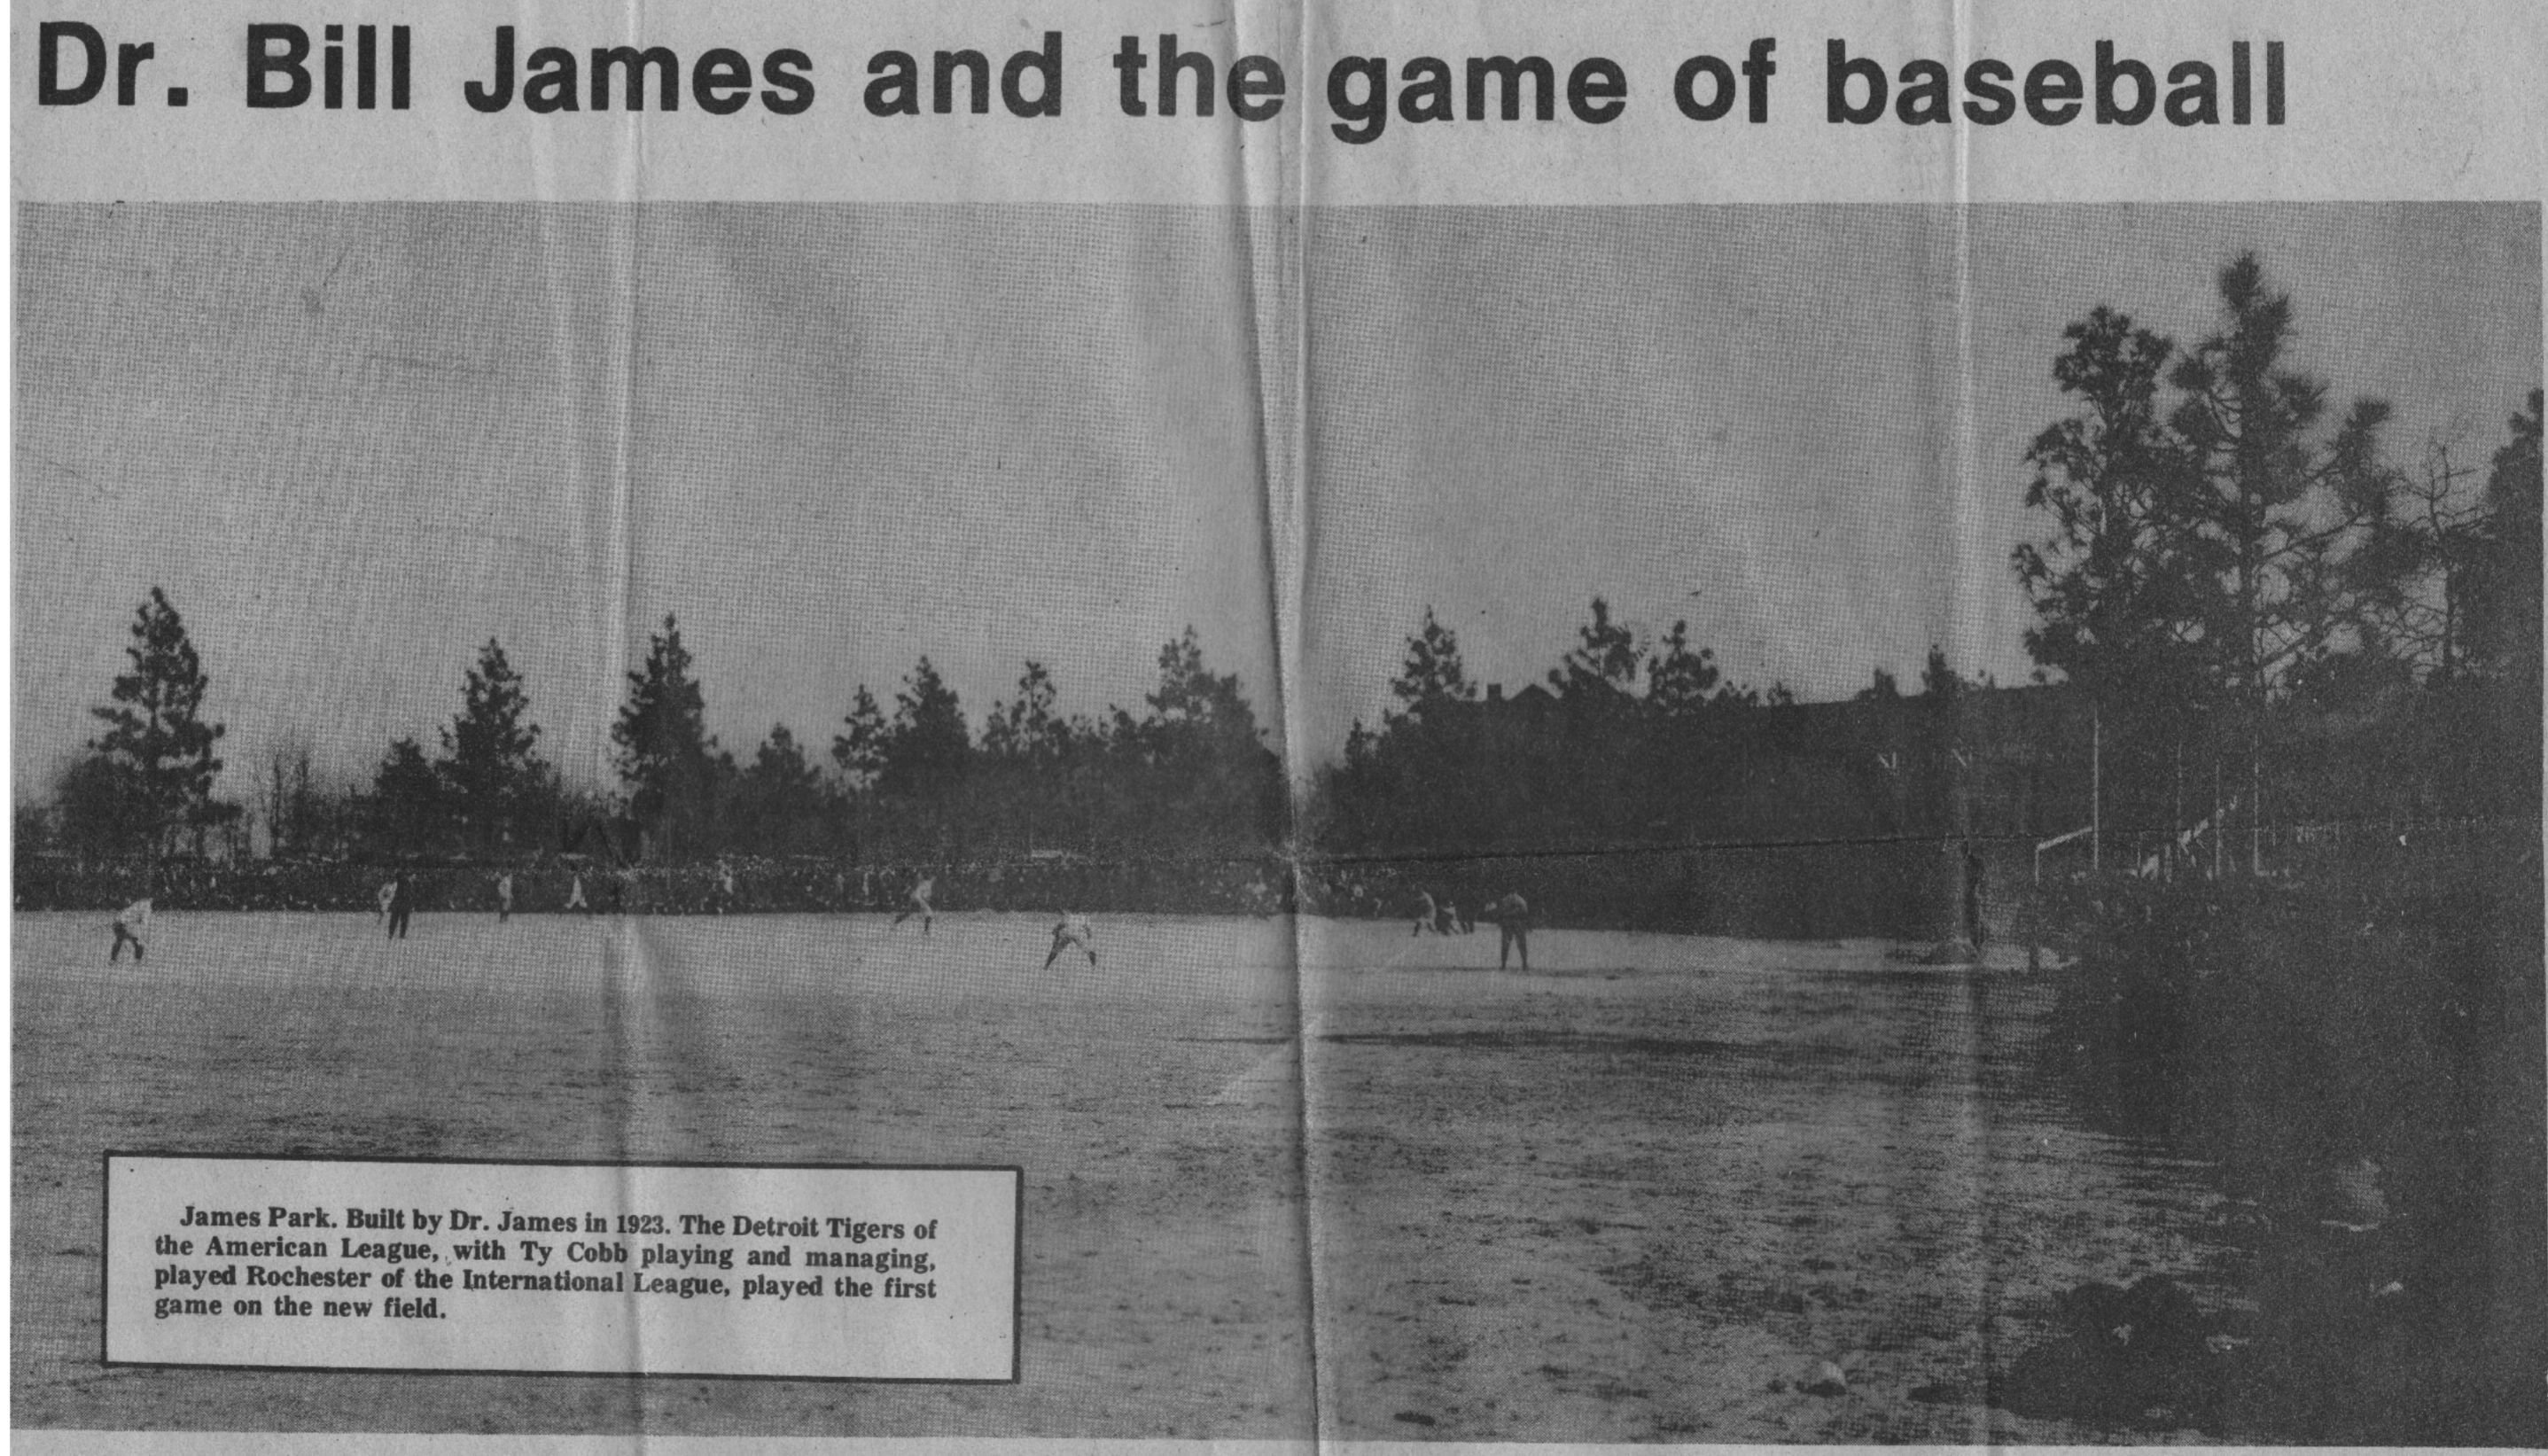 Dr. Bill James and the game of baseball
James Park. Built by Dr. James in 1923. The Detroit Tigers of
the American League, with Ty Cobb playing and managing,
played Rochester of the International League, played the first
game on the new field.